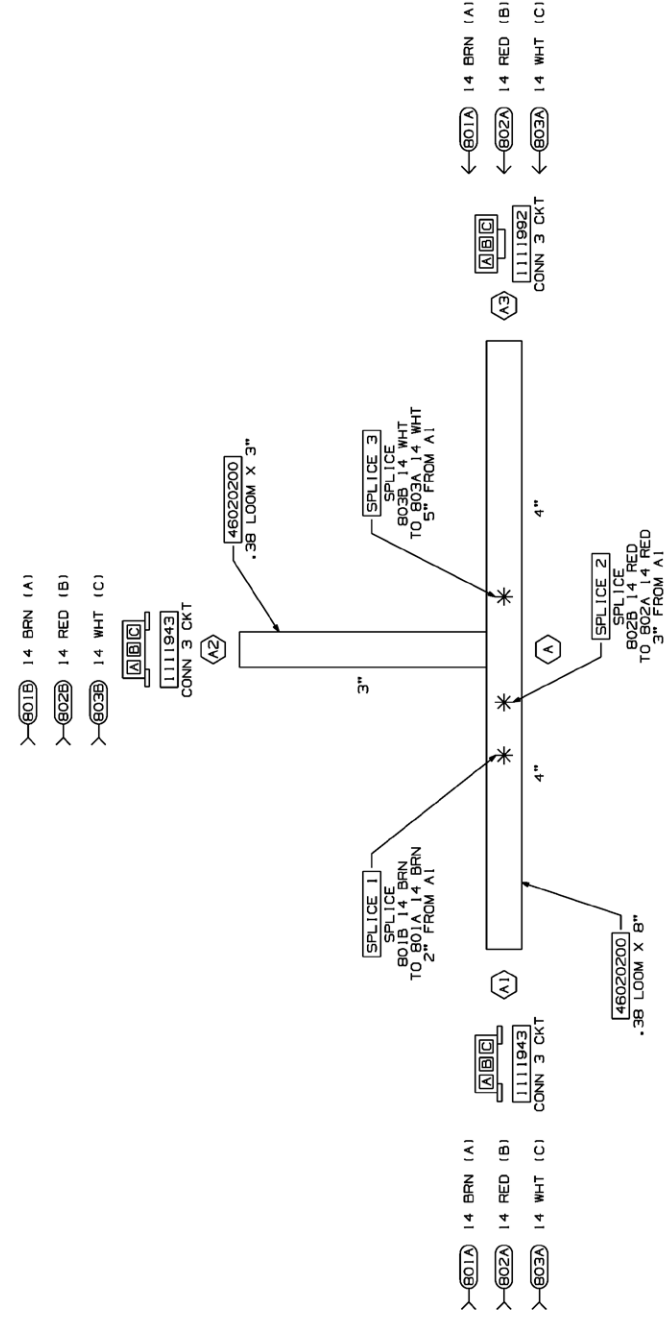 801B 14 BRN (A)
802B 14 RED (B)
803B 14 WHT (C)
A B C
1111943
CONN 3 CKT
A2
46020200
.38 LOOM X 3"
3"
SPLICE 1
SPLICE
801B 14 BRN
TO 801A 14 BRN
2" FROM A1
SPLICE 3
SPLICE
803B 14 WHT
TO 803A 14 WHT
5" FROM A1
801A 14 BRN (A)
802A 14 RED (B)
803A 14 WHT (C)
A B C
1111943
CONN 3 CKT
A1
A
4"
4"
A3
A B C
1111992
CONN 3 CKT
801A 14 BRN (A)
802A 14 RED (B)
803A 14 WHT (C)
46020200
.38 LOOM X 8"
SPLICE 2
SPLICE
802B 14 RED
TO 802A 14 RED
3" FROM A1